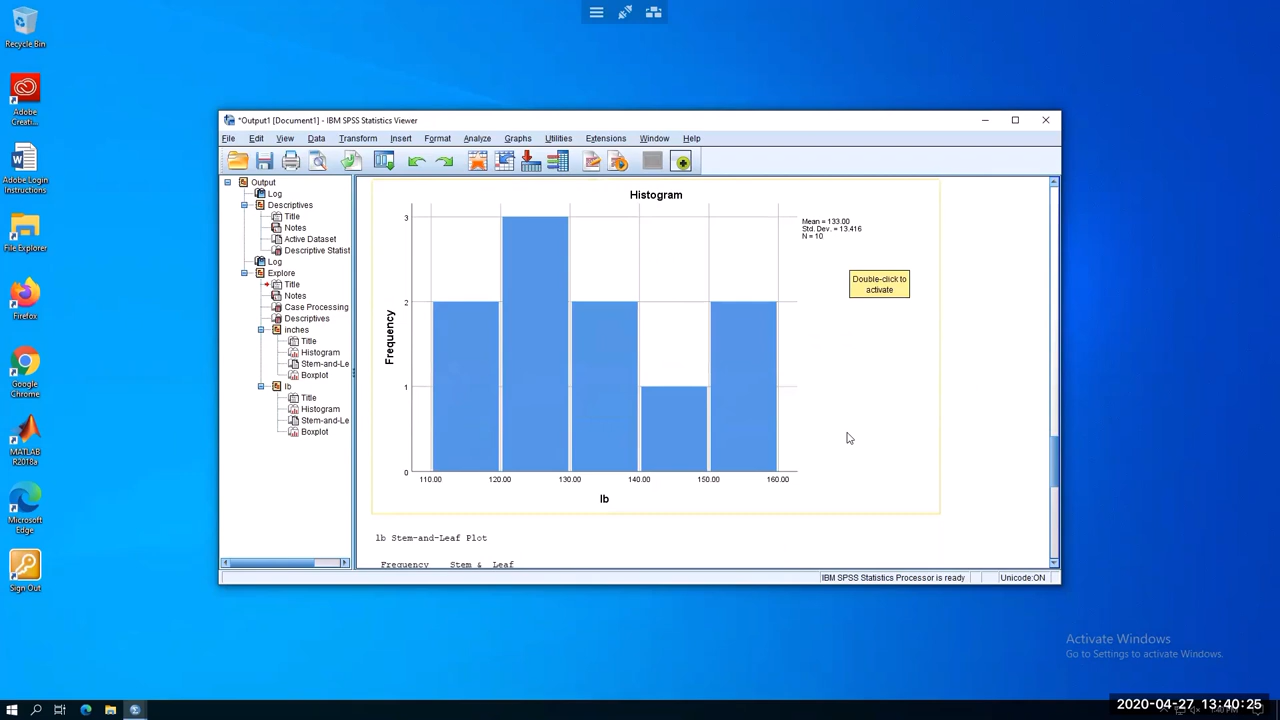 Recycle Bin
Adobe
Creati...
Adobe Login
Instructions
File Explorer
Firefox
Google
Chrome
MATLAB
R2018a
Microsoft
Edge
Sign Out
*Output1 [Document1] - IBM SPSS Statistics Viewer
File Edit View Data Transform Insert Format Analyze Graphs Utilities Extensions Window Help
Output
Log
Descriptives
Title
Notes
Active Dataset
Descriptive Statist
Log
Explore
Title
Notes
Case Processing
Descriptives
inches
Title
Histogram
Stem-and-Le
Boxplot
lb
Title
Histogram
Stem-and-Le
Boxplot
Histogram
Mean = 133.00
Std. Dev. = 13.416
N = 10
Double-click to
activate
Frequency
3
2
1
0
110.00 120.00 130.00 140.00 150.00 160.00
lb
lb Stem-and-Leaf Plot
Frequency Stem & Leaf
IBM SPSS Statistics Processor is ready Unicode:ON
Activate Windows
Go to Settings to activate Windows.
2020-04-27 13:40:25